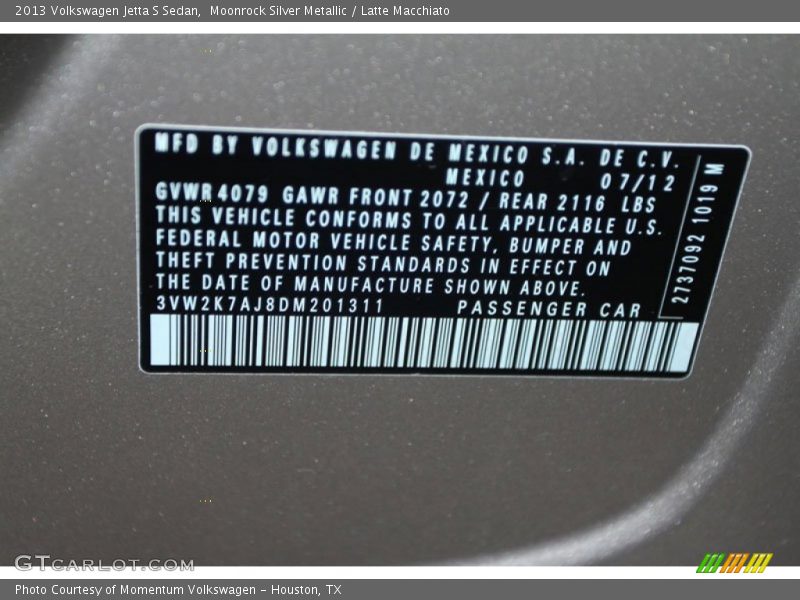 2013 Volkswagen Jetta S Sedan,  Moonrock Silver Metallic / Latte Macchiato
MFD BY VOLKSWAGEN DE MEXICO S.A. DE C.V.
MEXICO 07/12
GVWR4079 GAWR FRONT 2072 / REAR 2116 LBS
THIS VEHICLE CONFORMS TO ALL APPLICABLE U.S.
FEDERAL MOTOR VEHICLE SAFETY, BUMPER AND
THEFT PREVENTION STANDARDS IN EFFECT ON
THE DATE OF MANUFACTURE SHOWN ABOVE.
3VW2K7AJ8DM201311 PASSENGER CAR
2737092 1019 M
GTCARLOT.COM
Photo Courtesy of Momentum Volkswagen - Houston, TX